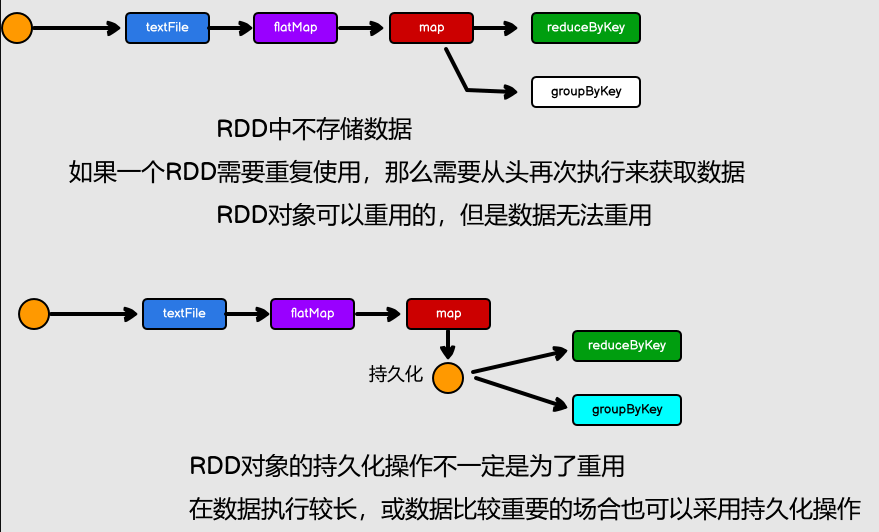 textFile
flatMap
map
reduceByKey
groupByKey
RDD中不存储数据
如果一个RDD需要重复使用，那么需要从头再次执行来获取数据
RDD对象可以重用的，但是数据无法重用
textFile
flatMap
map
reduceByKey
持久化
groupByKey
RDD对象的持久化操作不一定是为了重用
在数据执行较长，或数据比较重要的场合也可以采用持久化操作